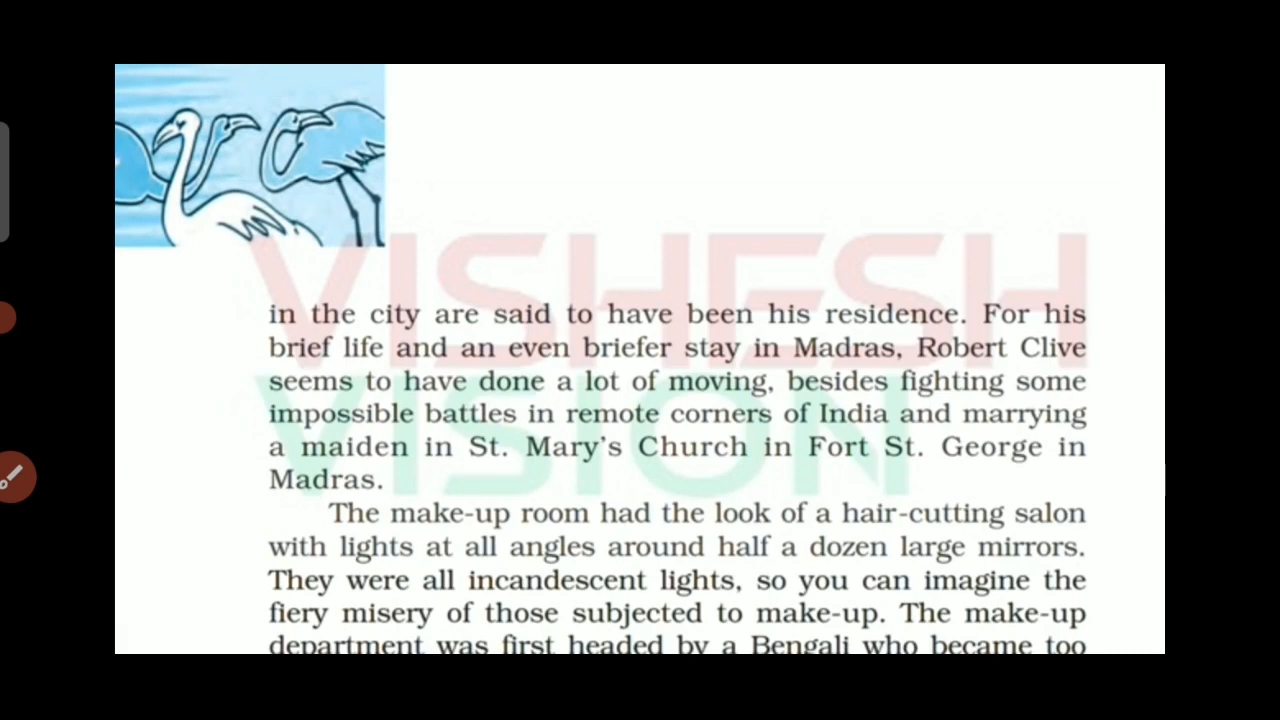 VISHESH
VISION
in the city are said to have been his residence. For his
brief life and an even briefer stay in Madras, Robert Clive
seems to have done a lot of moving, besides fighting some
impossible battles in remote corners of India and marrying
a maiden in St. Mary's Church in Fort St. George in
Madras.
The make-up room had the look of a hair-cutting salon
with lights at all angles around half a dozen large mirrors.
They were all incandescent lights, so you can imagine the
fiery misery of those subjected to make-up. The make-up
department was first headed by a Bengali who became too